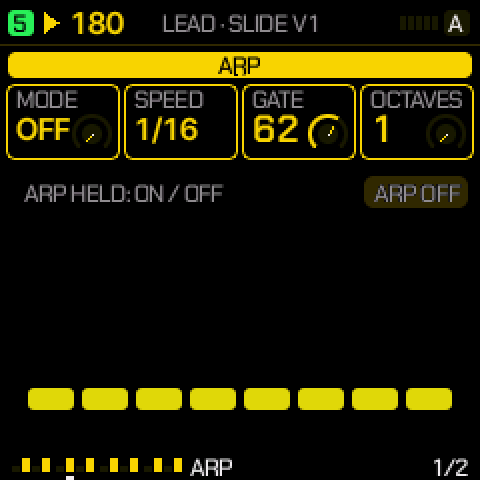 5 180 LEAD · SLIDE V1 A
ARP
MODE SPEED GATE OCTAVES
OFF 1/16 62 1
ARP HELD: ON / OFF ARP OFF
ARP 1/2